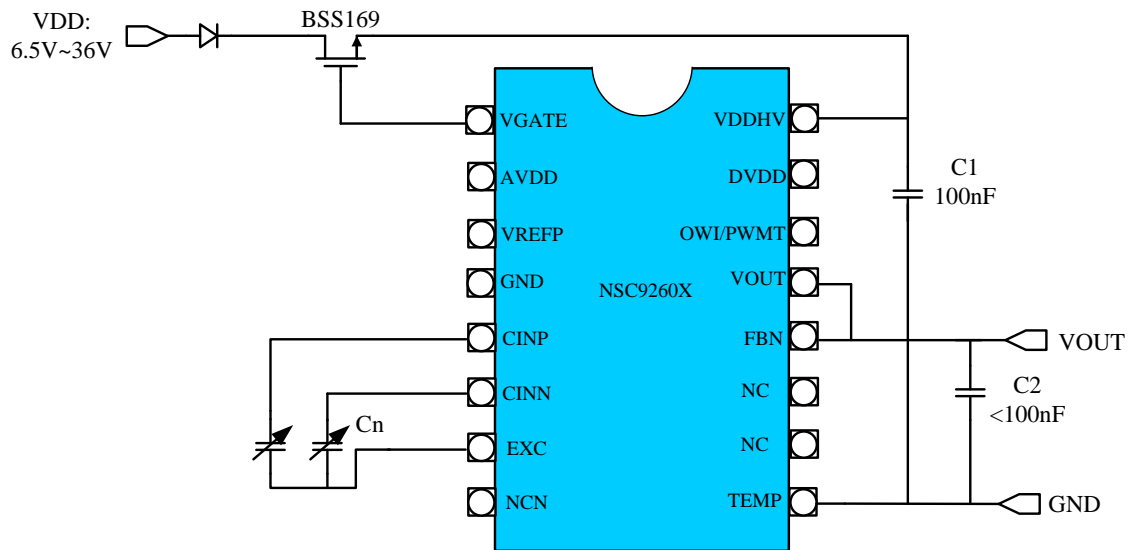 VDD:
6.5V~36V
BSS169
VGATE
VDDHV
AVDD
DVDD
C1
100nF
VREFP
OWI/PWMT
GND
NSC9260X
VOUT
CINP
FBN
VOUT
CINN
NC
C2
<100nF
Cn
EXC
NC
NCN
TEMP
GND